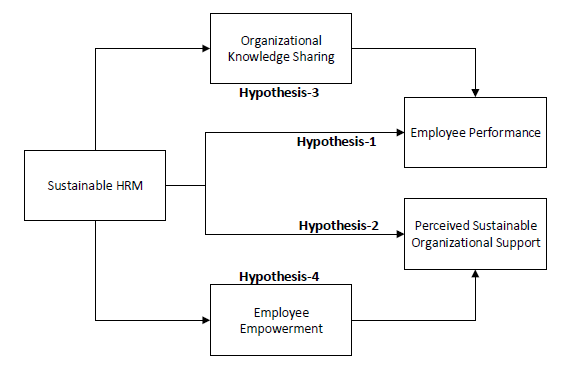 Organizational
Knowledge Sharing
Hypothesis-3
Employee Performance
Hypothesis-1
Sustainable HRM
Hypothesis-2
Perceived Sustainable
Organizational Support
Hypothesis-4
Employee
Empowerment